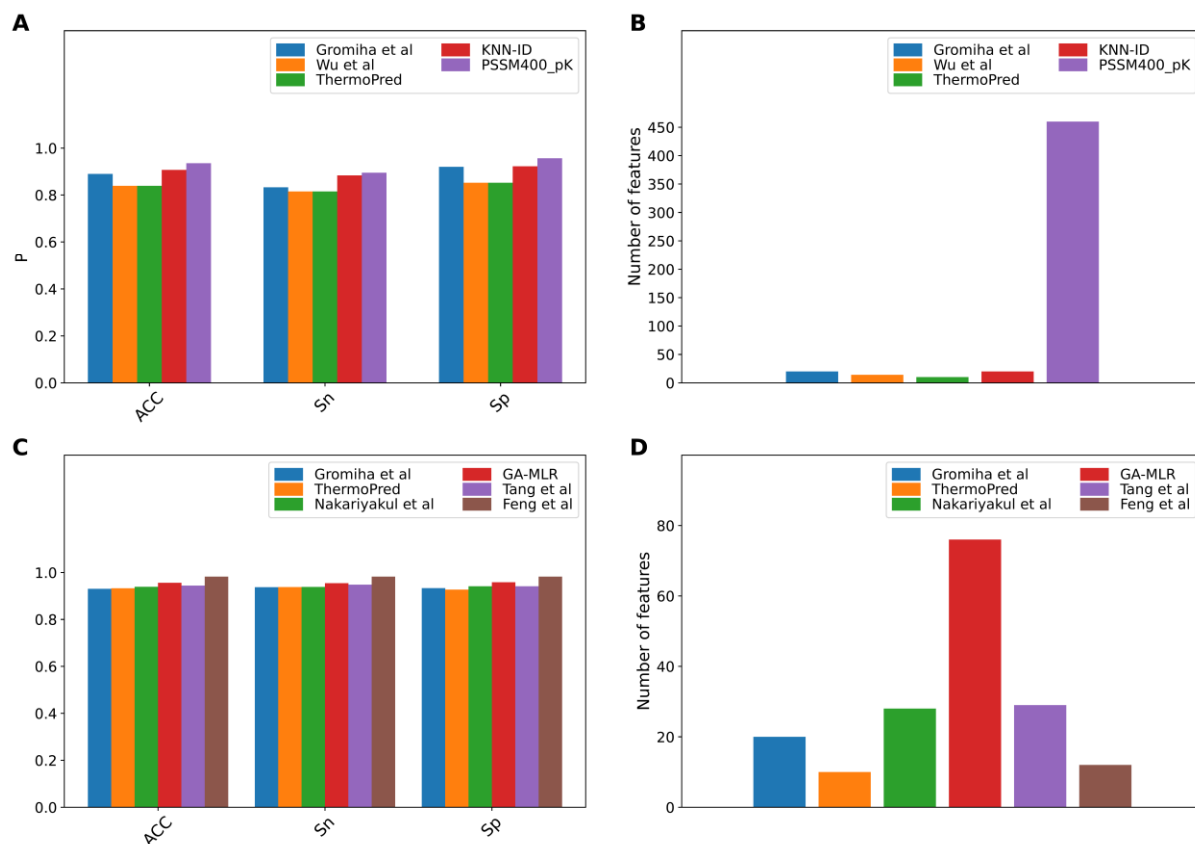 A
Gromiha et al
Wu et al
ThermoPred
KNN-ID
PSSM400_pK
P
1.0
0.8
0.6
0.4
0.2
0.0
ACC
Sn
Sp
B
Gromiha et al
Wu et al
ThermoPred
KNN-ID
PSSM400_pK
Number of features
450
400
350
300
250
200
150
100
50
0
C
Gromiha et al
ThermoPred
Nakariyakul et al
GA-MLR
Tang et al
Feng et al
1.0
0.8
0.6
0.4
0.2
0.0
ACC
Sn
Sp
D
Gromiha et al
ThermoPred
Nakariyakul et al
GA-MLR
Tang et al
Feng et al
Number of features
80
60
40
20
0